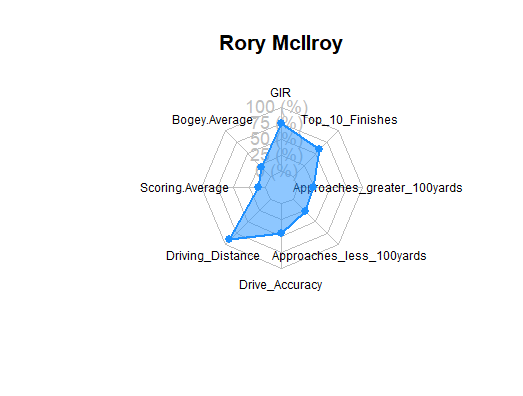 Rory McIlroy
GIR
100 (%)
Bogey.Average
75 (%)
Top_10_Finishes
50 (%)
25 (%)
(%)
Scoring.Average
Approaches_greater_100yards
Driving_Distance
Approaches_less_100yards
Drive_Accuracy